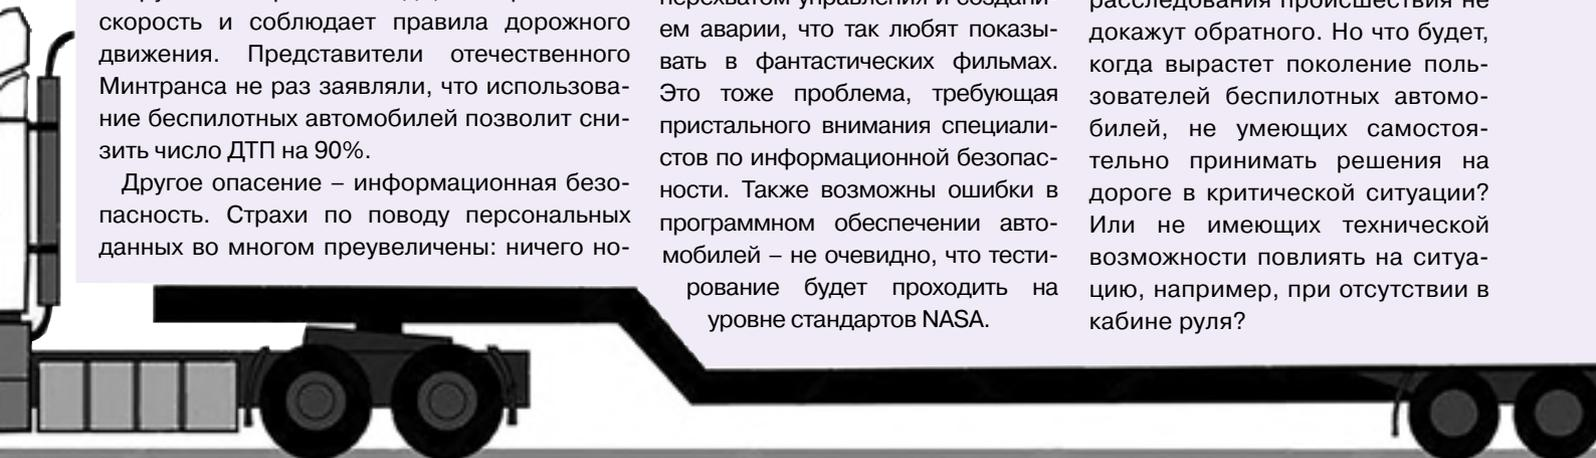 скорость и соблюдает правила дорожного
движения. Представители отечественного
Минтранса не раз заявляли, что использова-
ние беспилотных автомобилей позволит сни-
зить число ДТП на 90%.
Другое опасение – информационная безо-
пасность. Страхи по поводу персональных
данных во многом преувеличены: ничего но-
перехватом управления и создани-
ем аварии, что так любят показы-
вать в фантастических фильмах.
Это тоже проблема, требующая
пристального внимания специали-
стов по информационной безопас-
ности. Также возможны ошибки в
программном обеспечении авто-
мобилей – не очевидно, что тести-
рование будет проходить на
уровне стандартов NASA.
расследования происшествия не
докажут обратного. Но что будет,
когда вырастет поколение поль-
зователей беспилотных автомо-
билей, не умеющих самостоя-
тельно принимать решения на
дороге в критической ситуации?
Или не имеющих технической
возможности повлиять на ситуа-
цию, например, при отсутствии в
кабине руля?